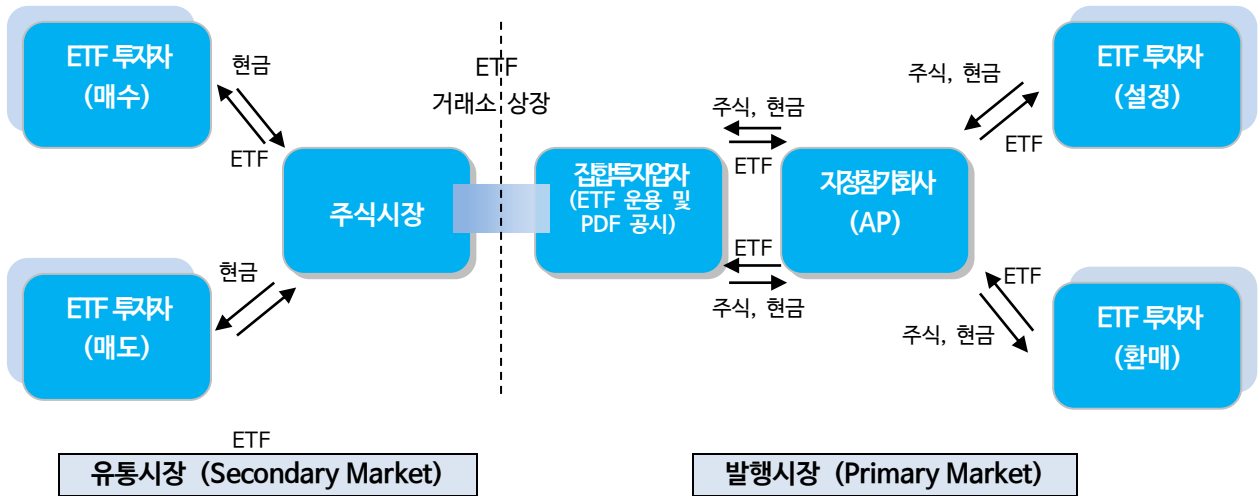 ETF 투자자
(매수)
현금
ETF
ETF
거래소 상장
주식, 현금
ETF
주식, 현금
ETF
ETF 투자자
(설정)
주식시장
집합투자업자
(ETF 운용 및
PDF 공시)
지정참가회사
(AP)
ETF 투자자
(매도)
현금
ETF
주식, 현금
ETF
주식, 현금
ETF 투자자
(환매)
ETF
유통시장 (Secondary Market)
발행시장 (Primary Market)